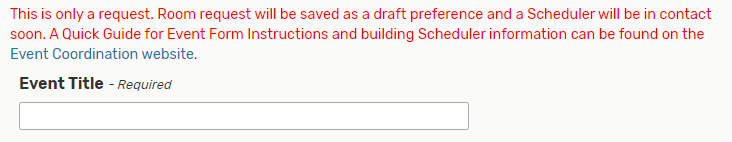 This is only a request. Room request will be saved as a draft preference and a Scheduler will be in contact
soon. A Quick Guide for Event Form Instructions and building Scheduler information can be found on the
Event Coordination website.
Event Title - Required